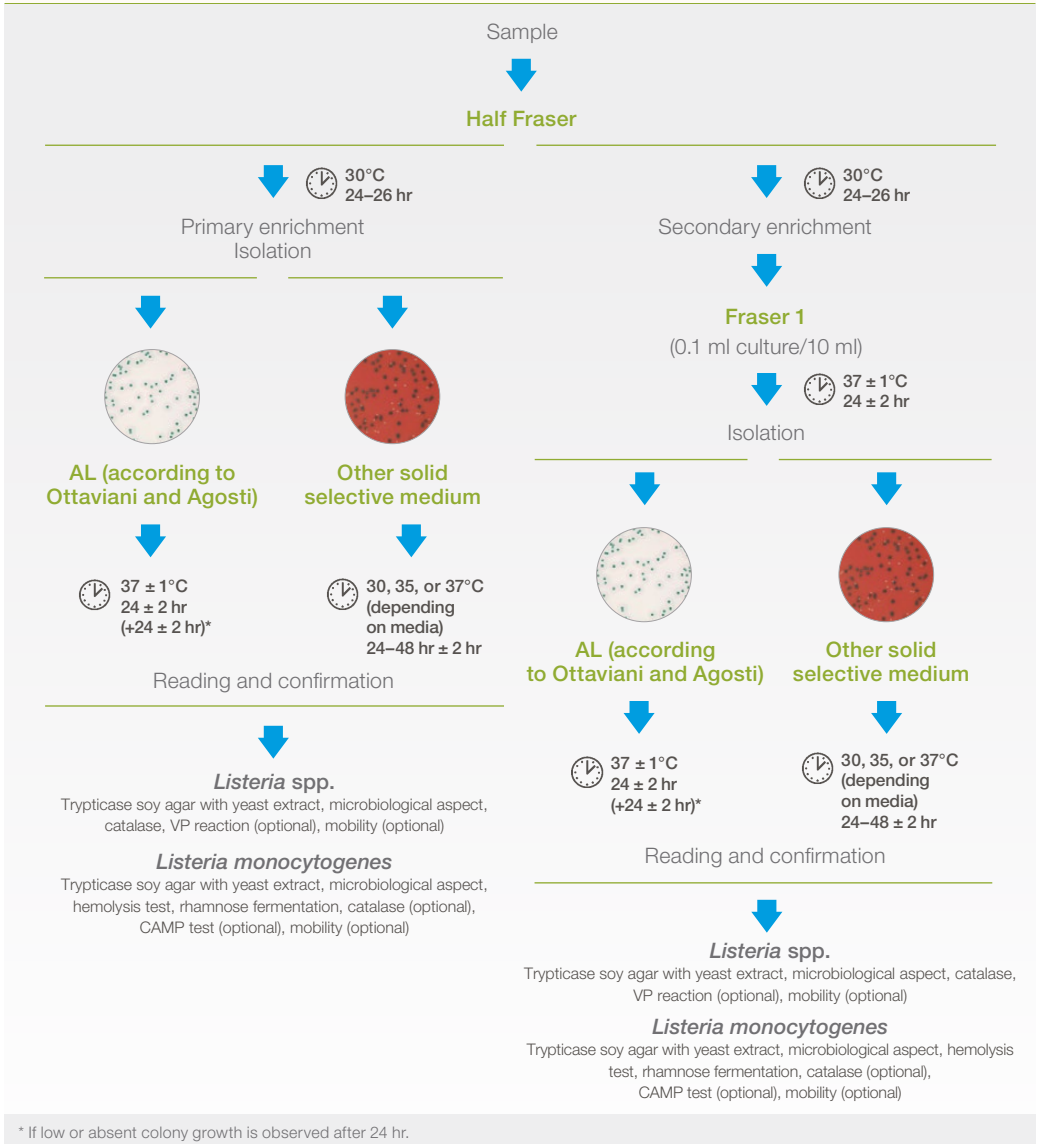 Sample
Half Fraser
30°C
24–26 hr
Primary enrichment
Isolation
AL (according to
Ottaviani and Agosti)
37 ± 1°C
24 ± 2 hr
(+24 ± 2 hr)*
Other solid
selective medium
30, 35, or 37°C
(depending
on media)
24–48 hr ± 2 hr
Reading and confirmation
Listeria spp.
Trypticase soy agar with yeast extract, microbiological aspect,
catalase, VP reaction (optional), mobility (optional)
Listeria monocytogenes
Trypticase soy agar with yeast extract, microbiological aspect,
hemolysis test, rhamnose fermentation, catalase (optional),
CAMP test (optional), mobility (optional)
30°C
24–26 hr
Secondary enrichment
Fraser 1
(0.1 ml culture/10 ml)
37 ± 1°C
24 ± 2 hr
Isolation
AL (according
to Ottaviani and Agosti)
37 ± 1°C
24 ± 2 hr
(+24 ± 2 hr)*
Other solid
selective medium
30, 35, or 37°C
(depending
on media)
24–48 ± 2 hr
Reading and confirmation
Listeria spp.
Trypticase soy agar with yeast extract, microbiological aspect, catalase,
VP reaction (optional), mobility (optional)
Listeria monocytogenes
Trypticase soy agar with yeast extract, microbiological aspect, hemolysis
test, rhamnose fermentation, catalase (optional),
CAMP test (optional), mobility (optional)
* If low or absent colony growth is observed after 24 hr.